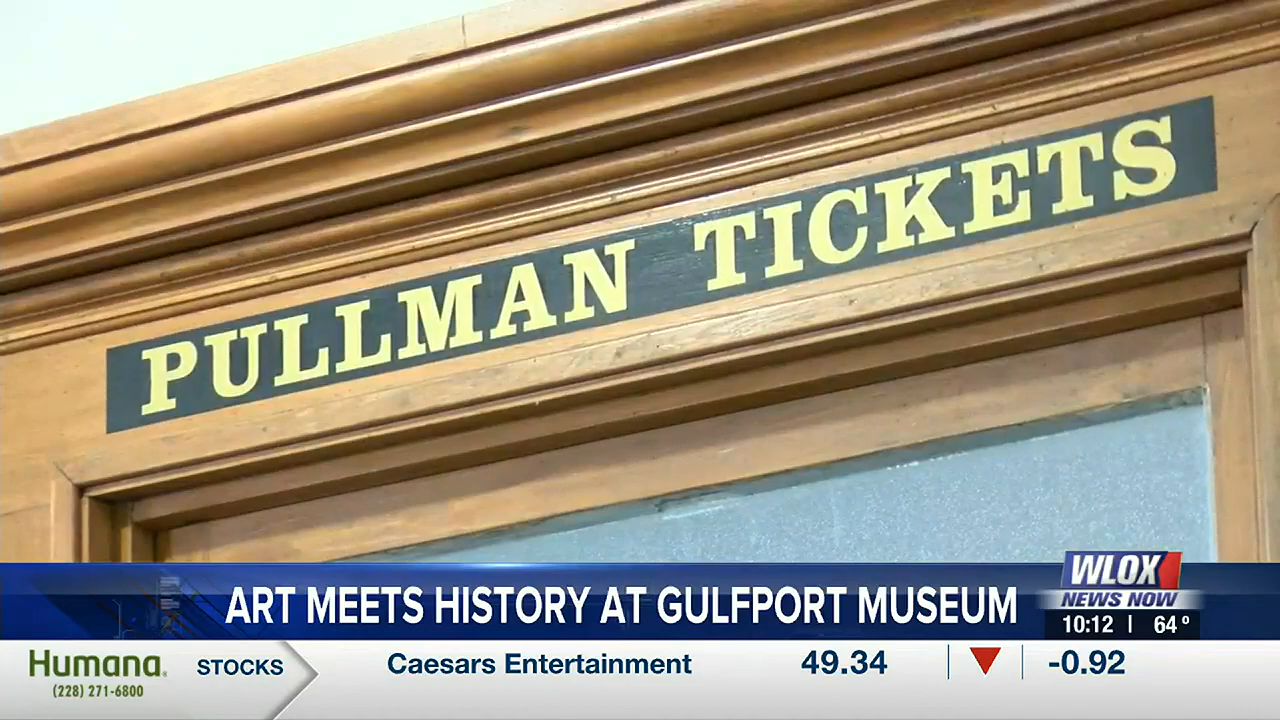 PULLMAN TICKETS
ART MEETS HISTORY AT GULFPORT MUSEUM
WLOX
NEWS NOW
10:12 | 64°
Humana.
(228) 271-6800
STOCKS
Caesars Entertainment 49.34 -0.92